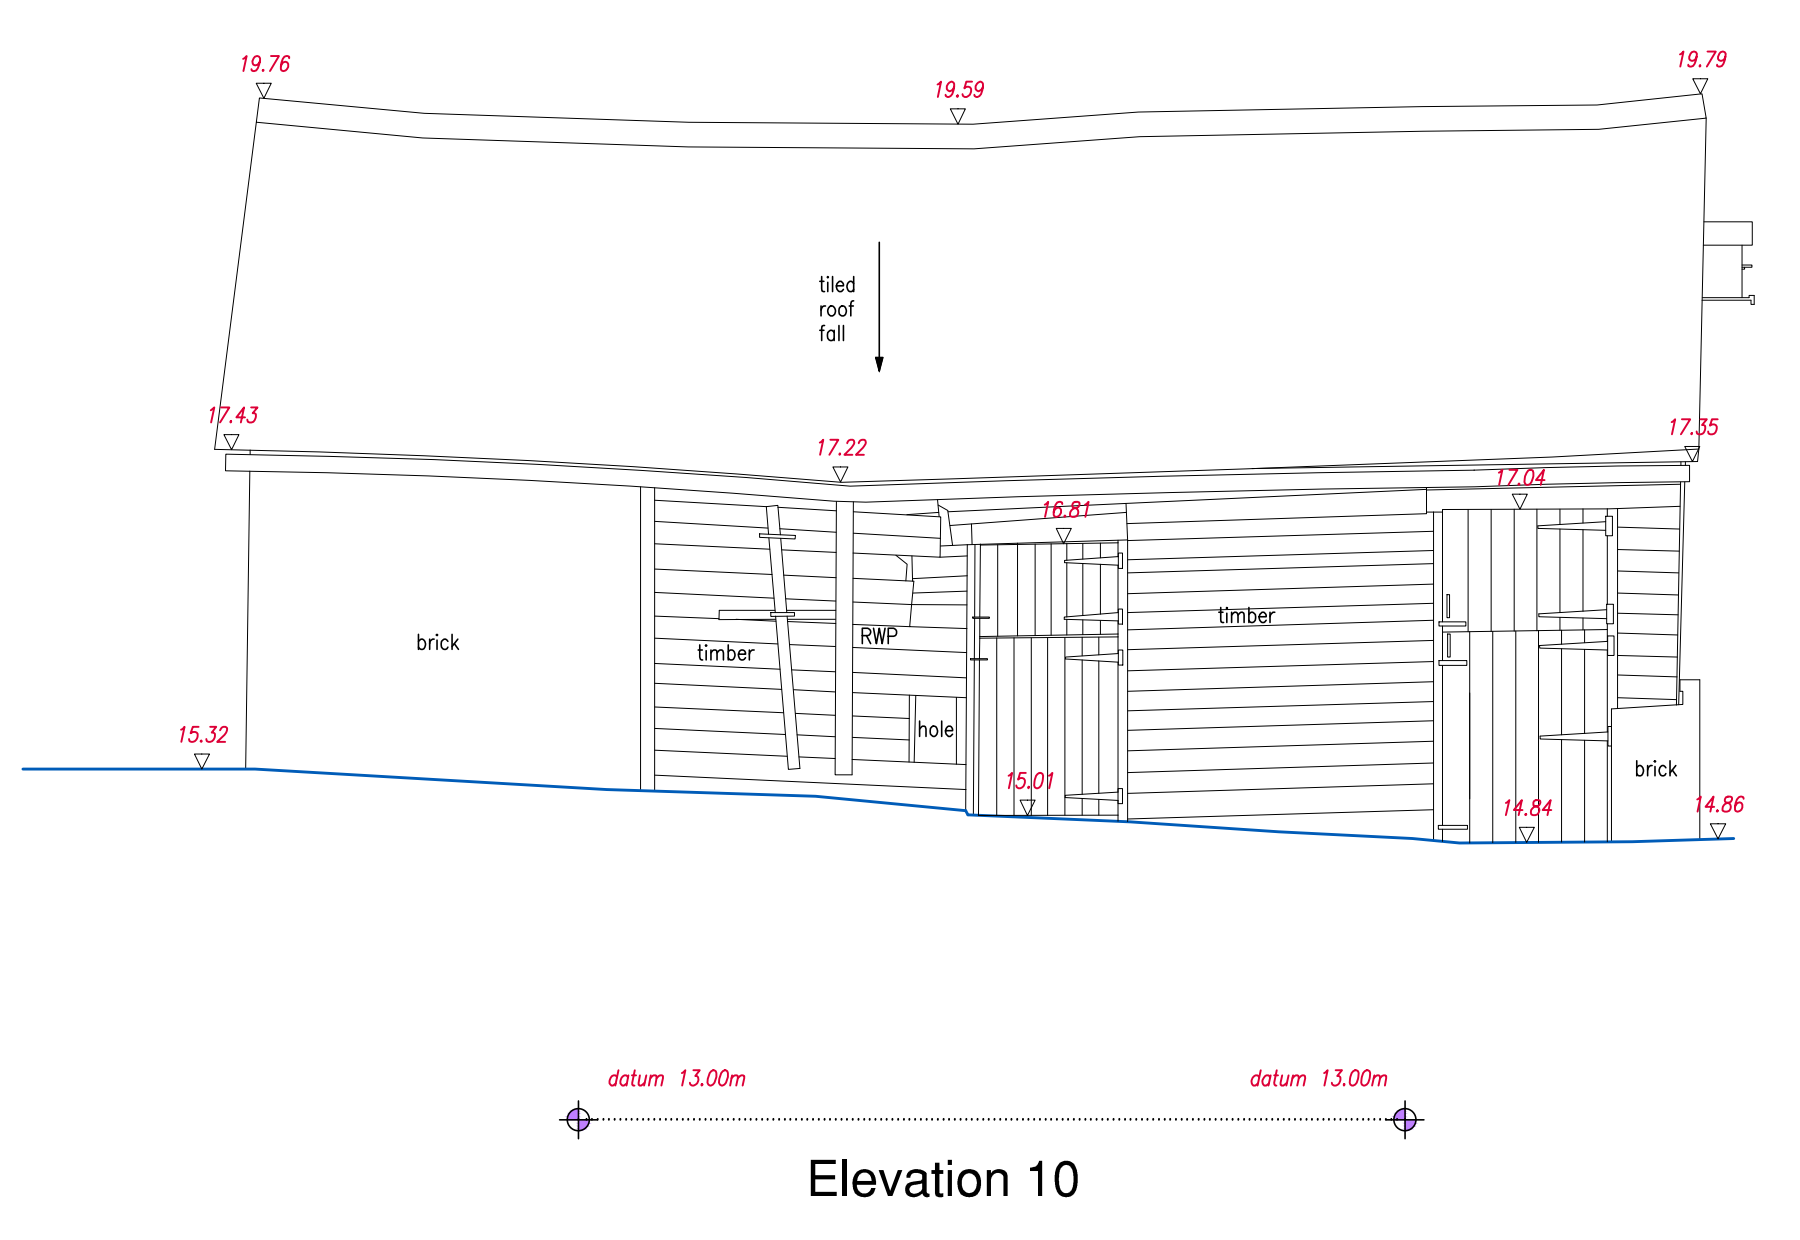 19.76
19.59
19.79
tiled
roof
fall
17.43
17.22
17.35
17.04
16.81
brick
timber
RWP
timber
hole
15.32
15.01
brick
14.84
14.86
datum 13.00m
datum 13.00m
Elevation 10